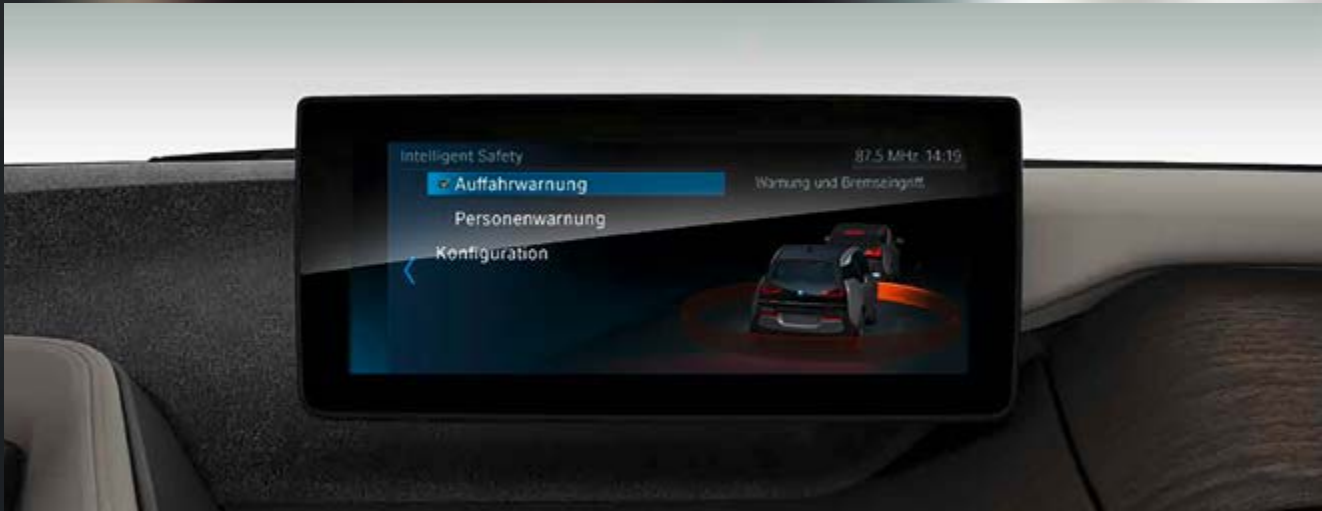 Intelligent Safety
87.5 MHz 14:19
Auffahrwarnung
Warnung und Bremseingriff.
Personenwarnung
Konfiguration